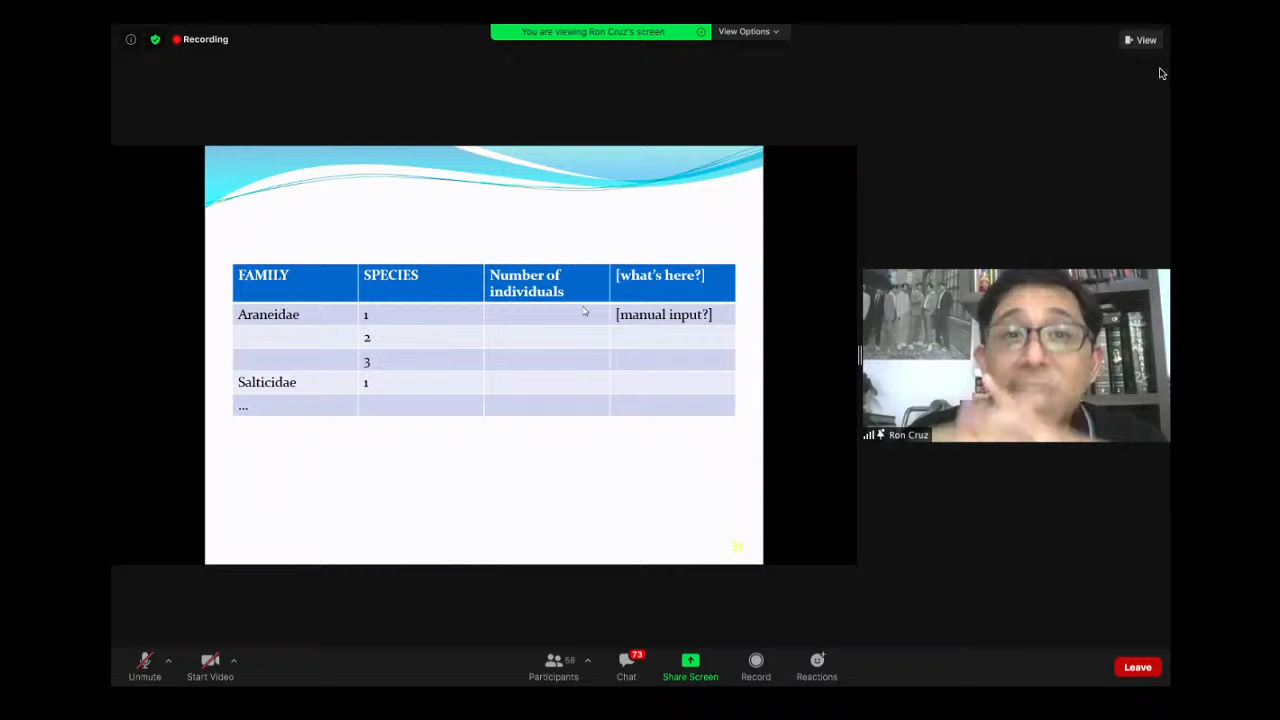 Recording
You are viewing Ron Cruz's screen
View Options
View
FAMILY
SPECIES
Number of
individuals
[what's here?]
Araneidae
1
[manual input?]
2
3
Salticidae
1
...
Ron Cruz
Unmute
Start Video
58
Participants
73
Chat
Share Screen
Record
Reactions
Leave